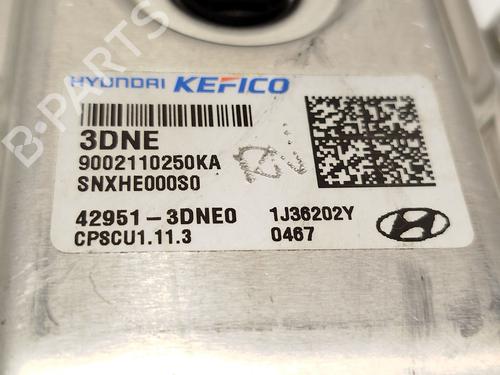 B-PARTS
HYUNDAI KEFICO
3DNE
9002110250KA
SNXHE000S0
42951-3DNE0 1J36202Y
CPSCU1.11.3 0467